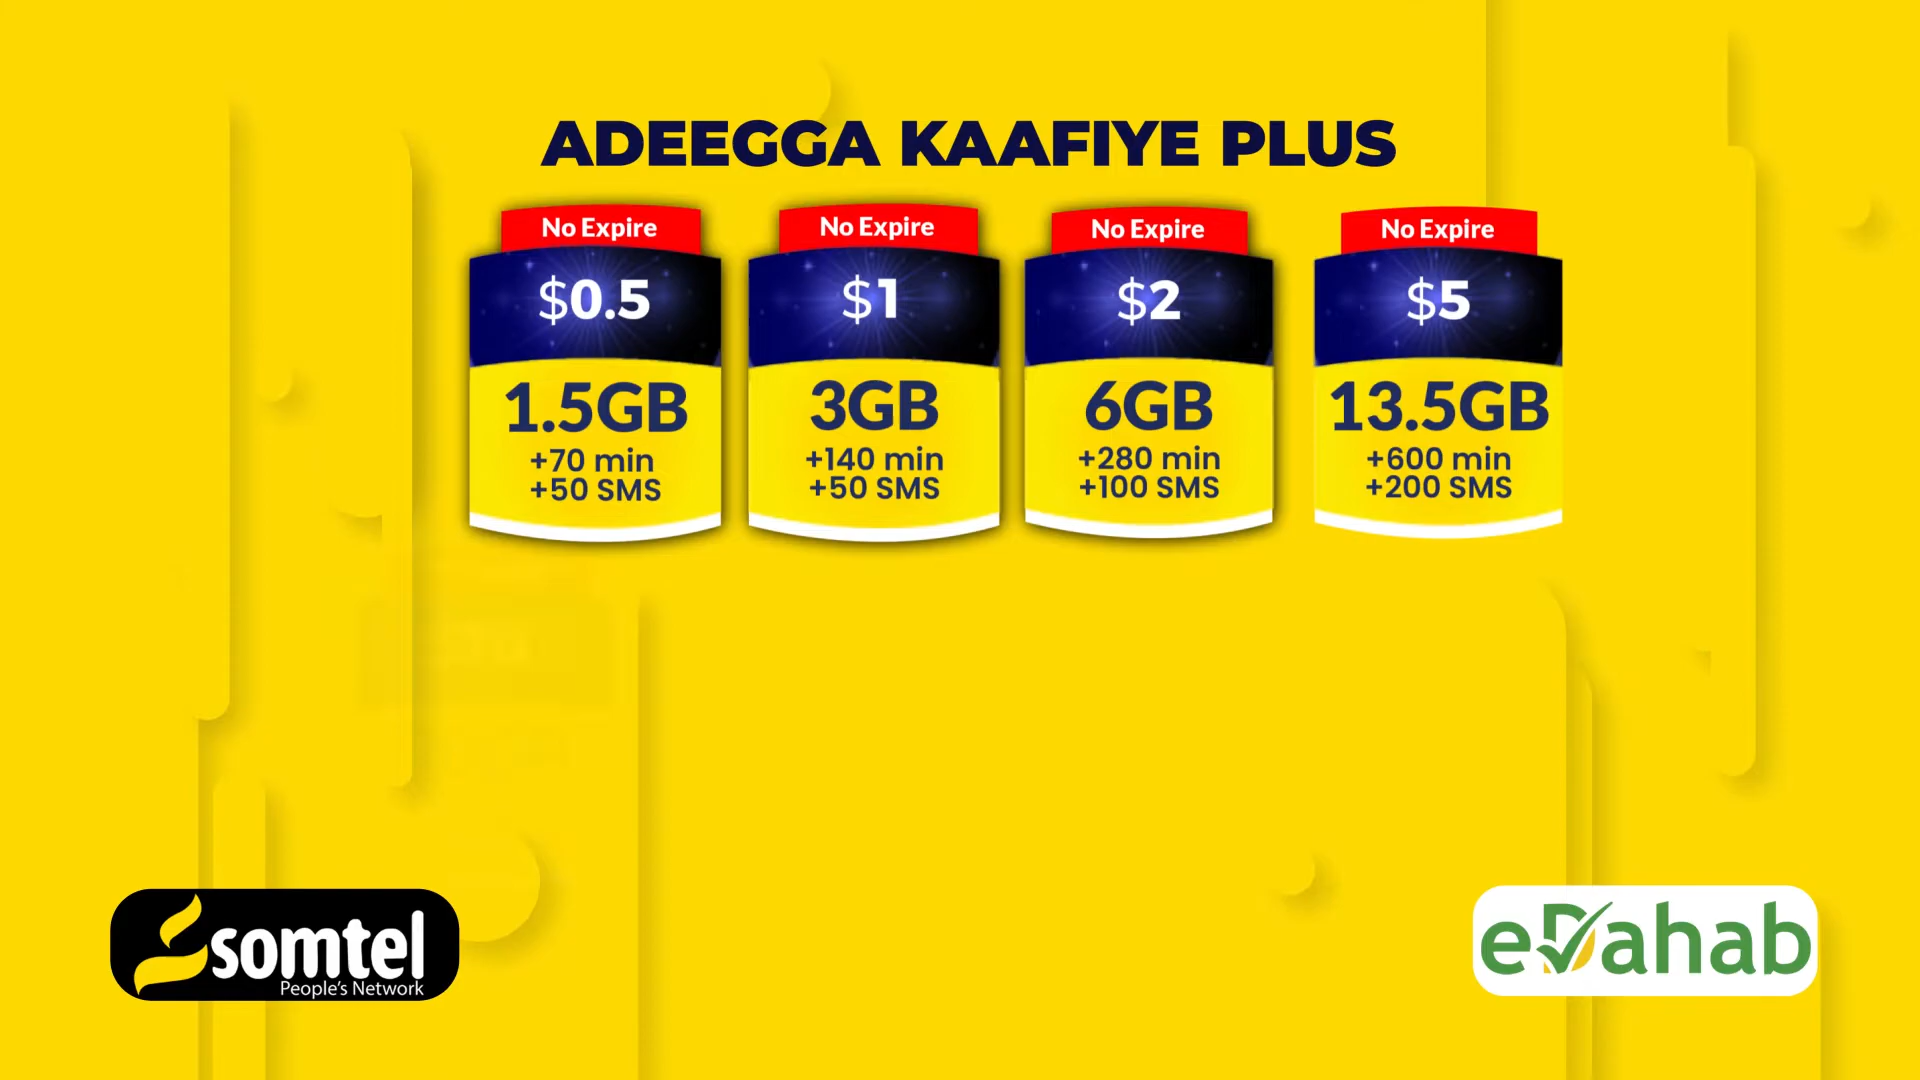 ADEEGGA KAAFIYE PLUS
No Expire
$0.5
1.5GB
+70 min
+50 SMS
No Expire
$1
3GB
+140 min
+50 SMS
No Expire
$2
6GB
+280 min
+100 SMS
No Expire
$5
13.5GB
+600 min
+200 SMS
somtel
People's Network
eDahab